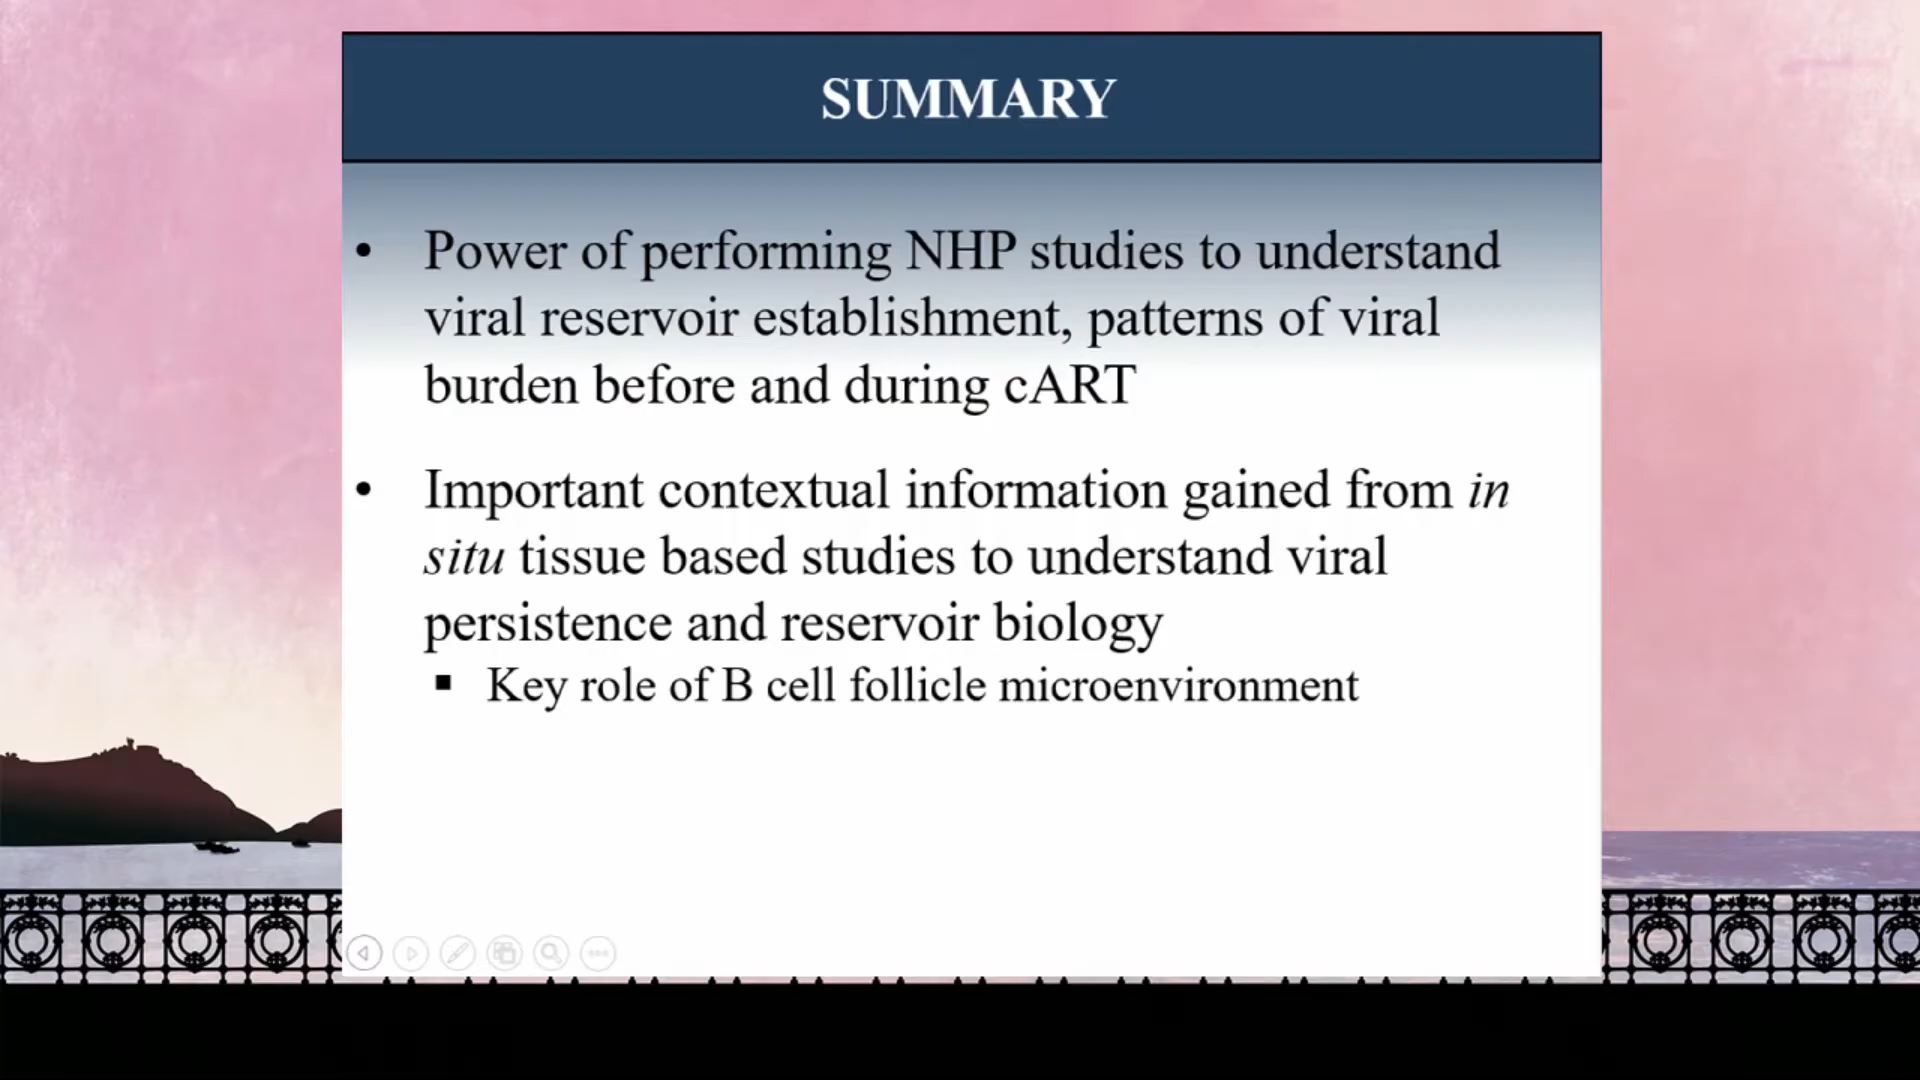 SUMMARY
• Power of performing NHP studies to understand
viral reservoir establishment, patterns of viral
burden before and during cART
• Important contextual information gained from in
situ tissue based studies to understand viral
persistence and reservoir biology
▪ Key role of B cell follicle microenvironment